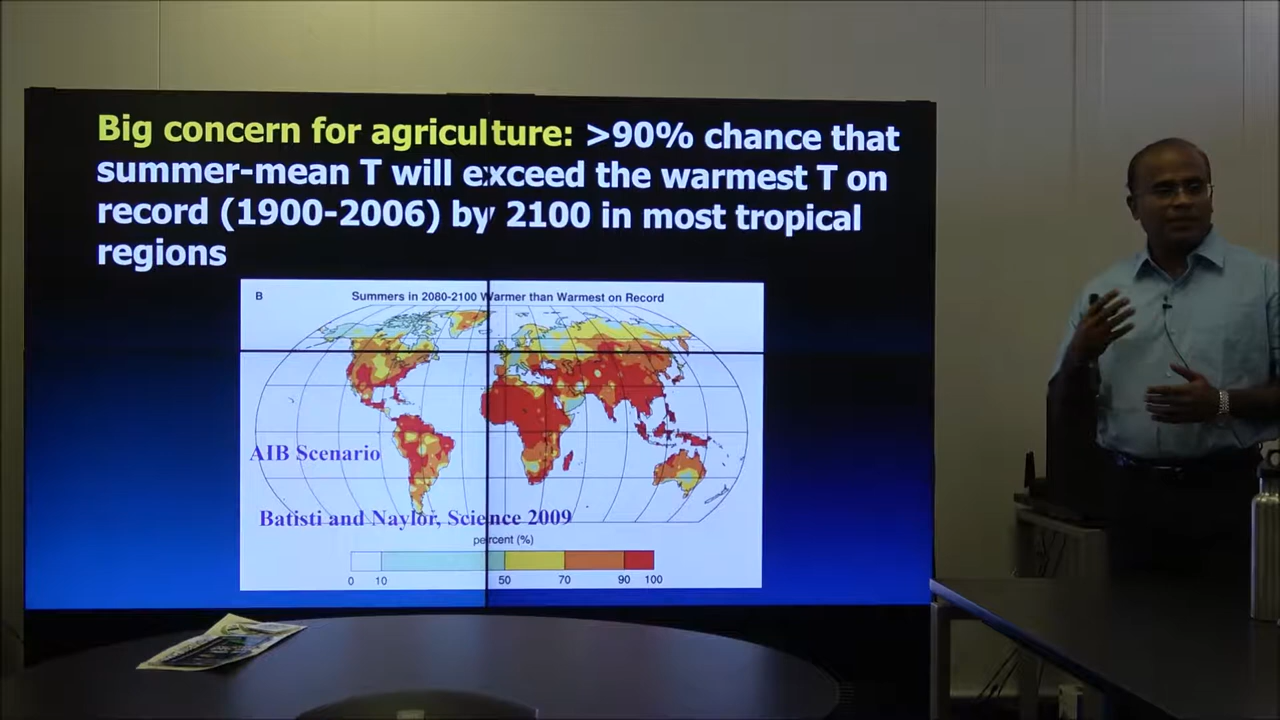 Big concern for agriculture: >90% chance that
summer-mean T will exceed the warmest T on
record (1900-2006) by 2100 in most tropical
regions
B Summers in 2080-2100 Warmer than Warmest on Record
AIB Scenario
Batisti and Naylor, Science 2009
percent (%)
0 10 50 70 90 100